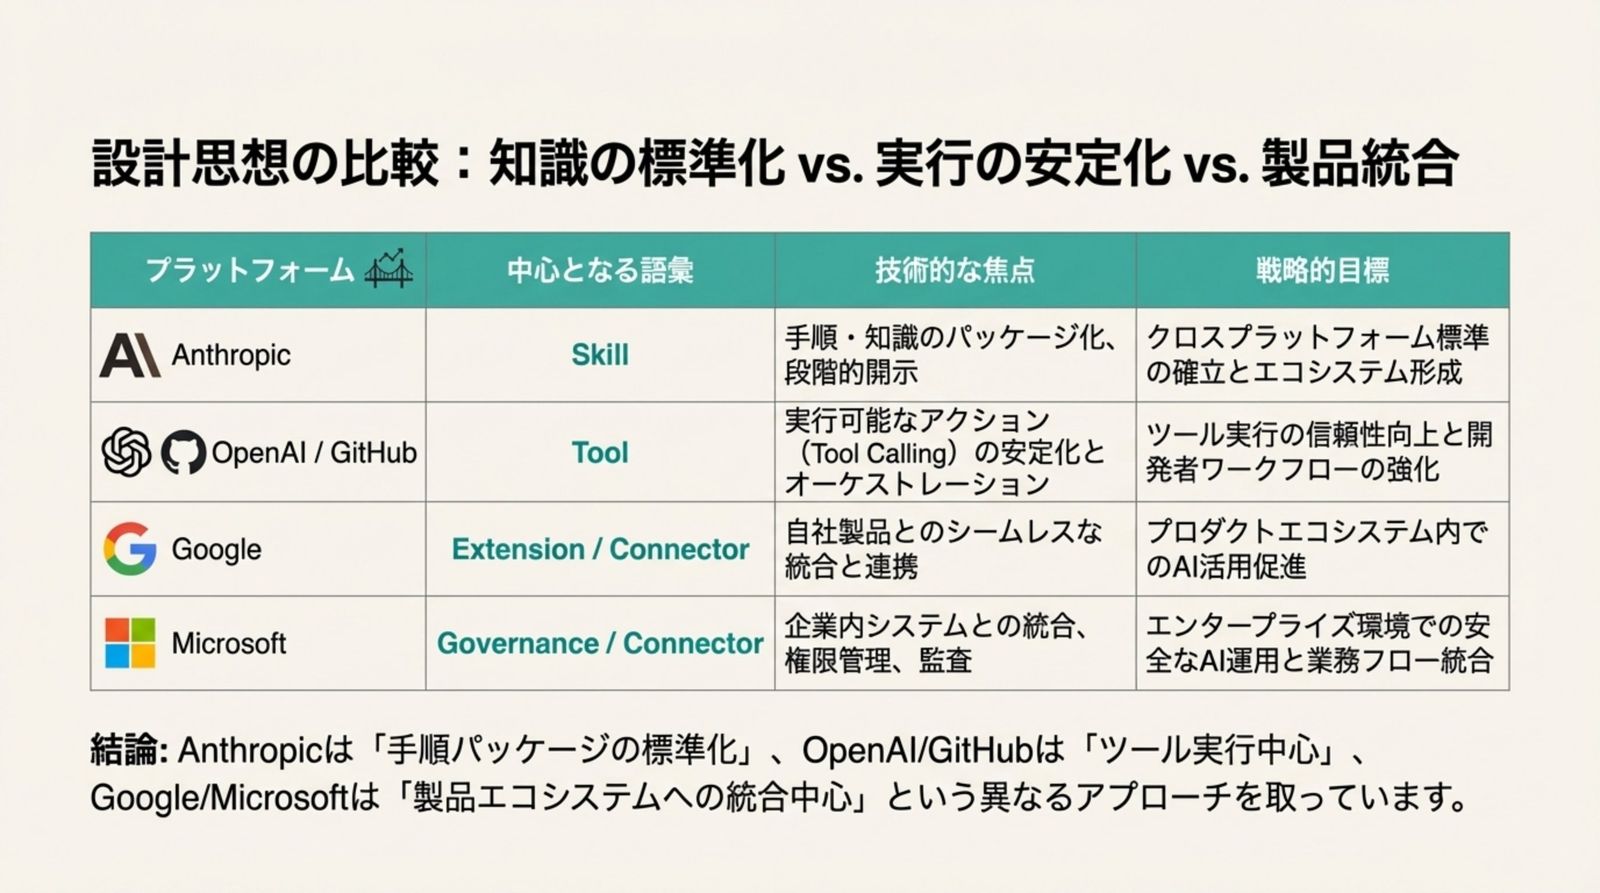 設計思想の比較：知識の標準化 vs. 実行の安定化 vs. 製品統合
プラットフォーム
中心となる語彙
技術的な焦点
戦略的目標
Anthropic
Skill
手順・知識のパッケージ化、
段階的開示
クロスプラットフォーム標準
の確立とエコシステム形成
OpenAI / GitHub
Tool
実行可能なアクション
（Tool Calling）の安定化と
オーケストレーション
ツール実行の信頼性向上と開
発者ワークフローの強化
Google
Extension / Connector
自社製品とのシームレスな
統合と連携
プロダクトエコシステム内で
のAI活用促進
Microsoft
Governance / Connector
企業内システムとの統合、
権限管理、監査
エンタープライズ環境での安
全なAI運用と業務フロー統合
結論: Anthropicは「手順パッケージの標準化」、OpenAI/GitHubは「ツール実行中心」、
Google/Microsoftは「製品エコシステムへの統合中心」という異なるアプローチを取っています。